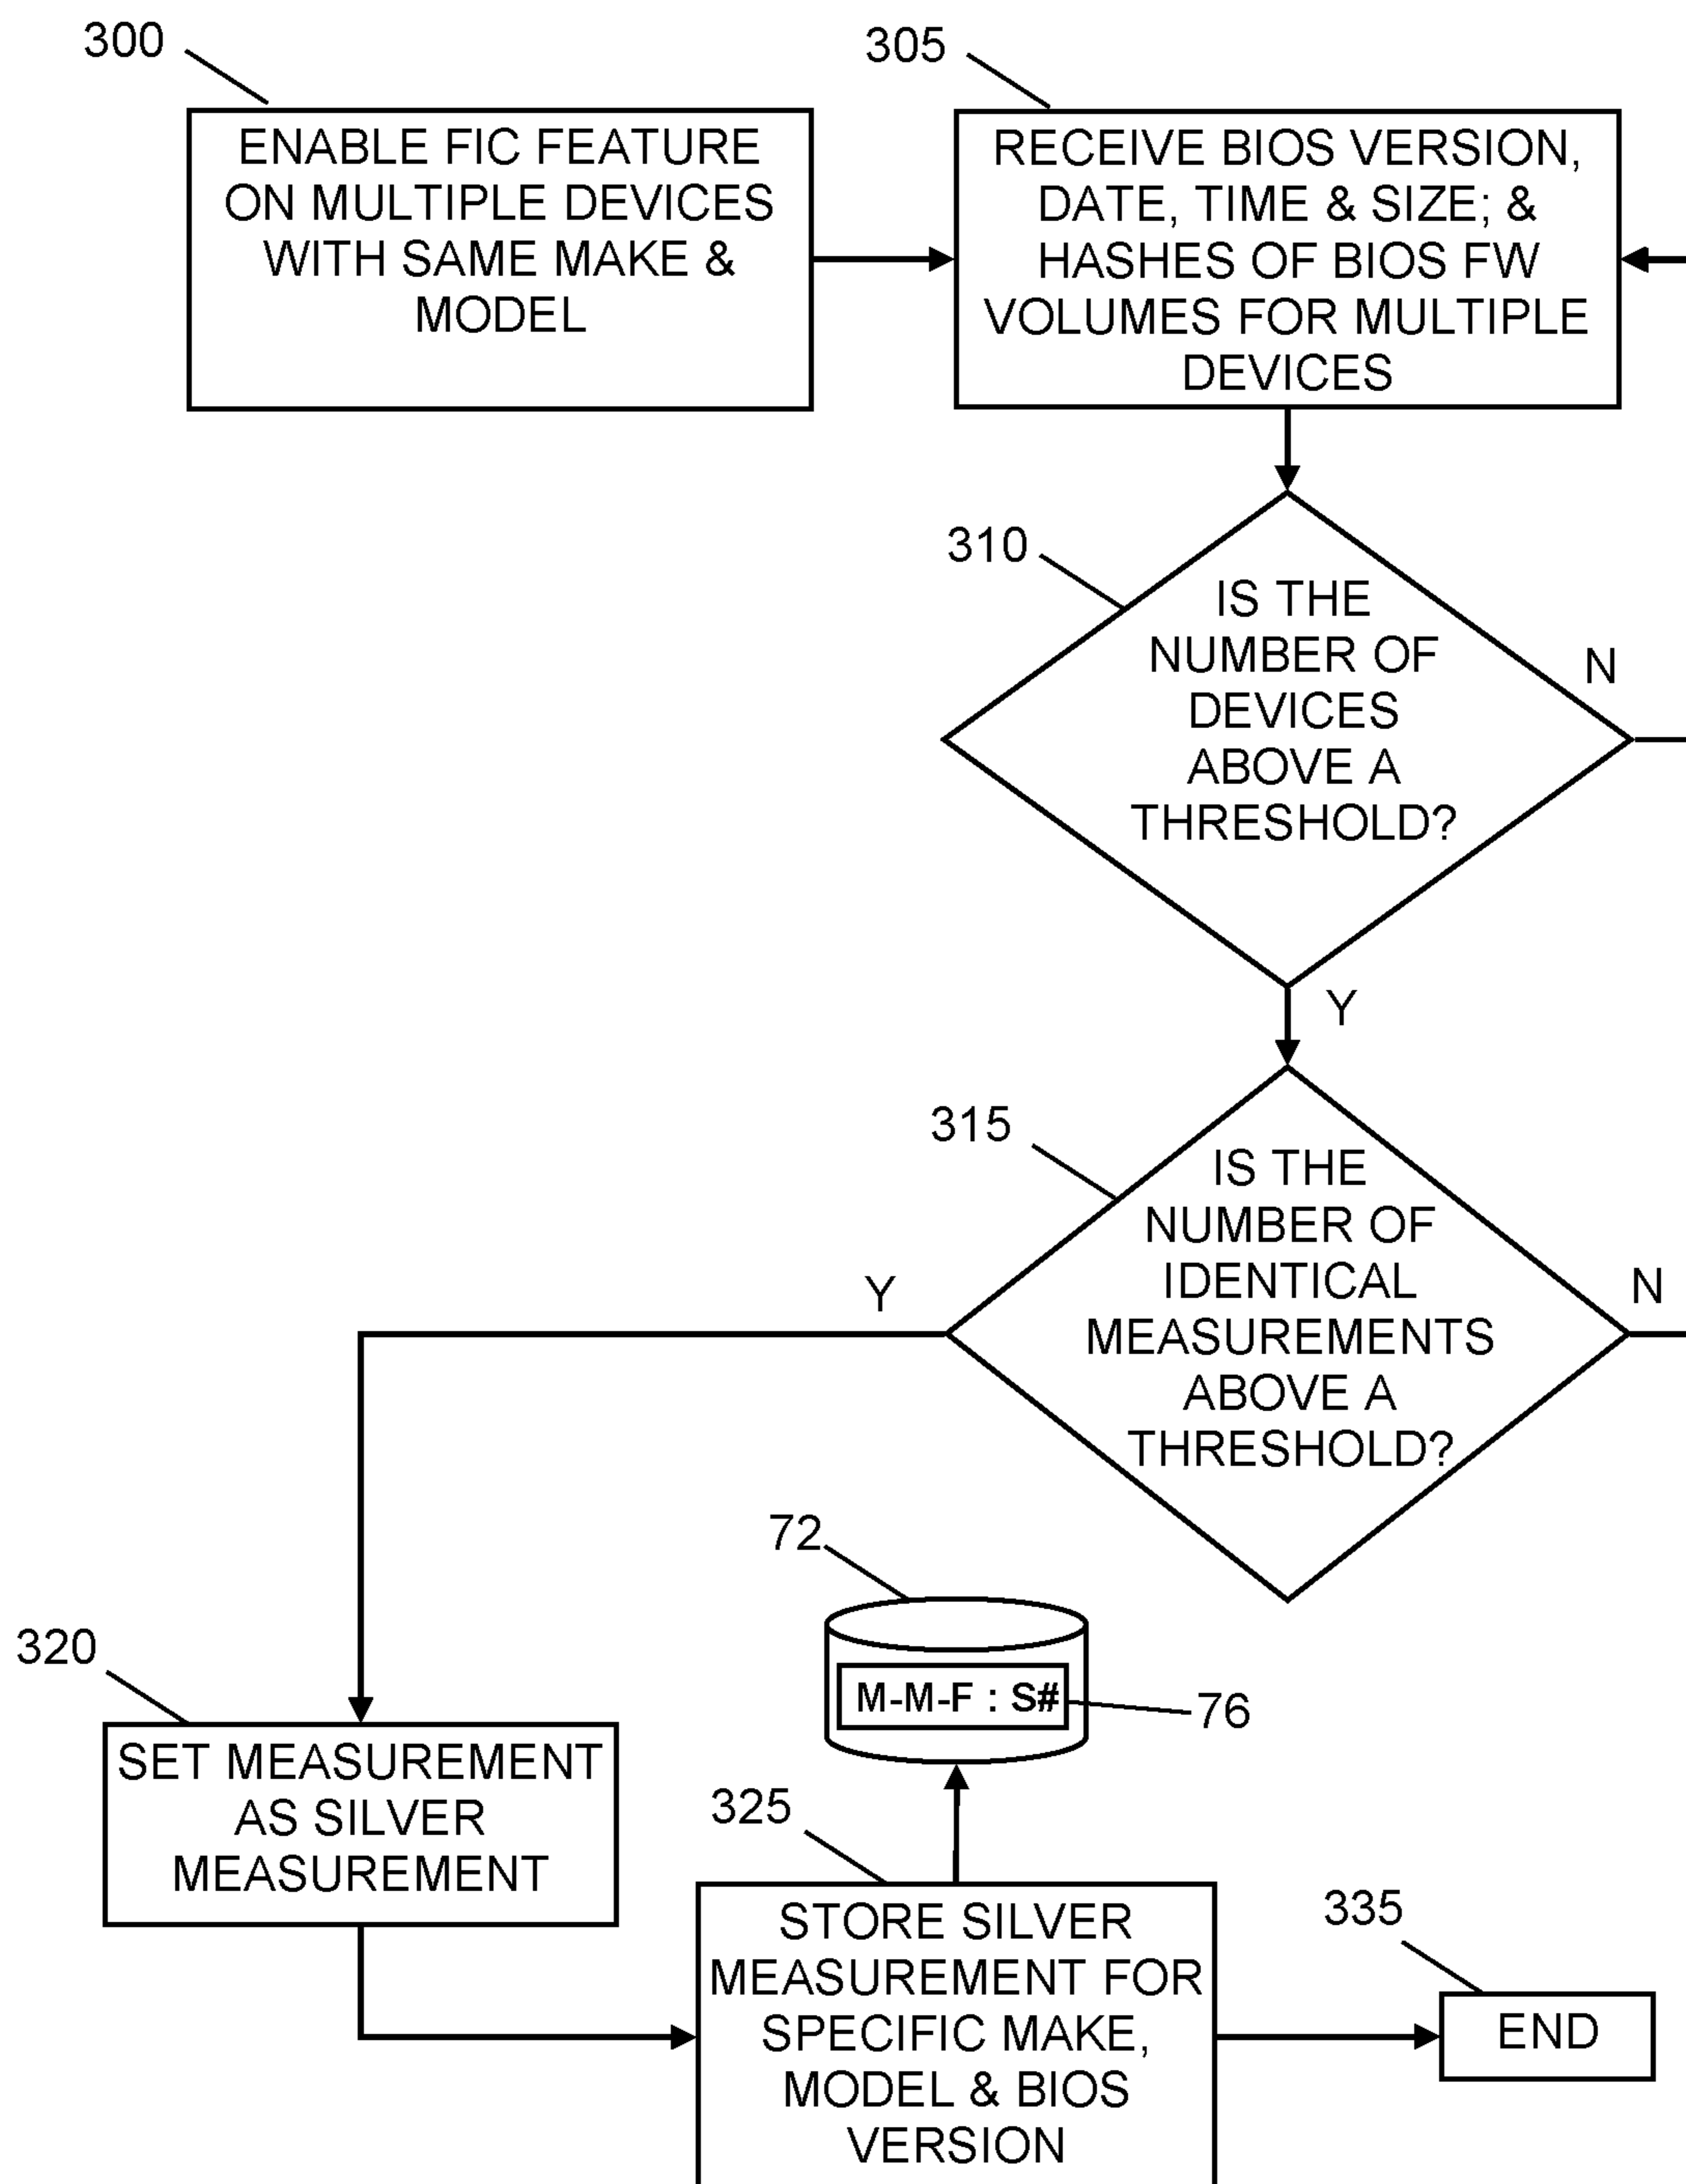 300
ENABLE FIC FEATURE
ON MULTIPLE DEVICES
WITH SAME MAKE &
MODEL
305
RECEIVE BIOS VERSION,
DATE, TIME & SIZE; &
HASHES OF BIOS FW
VOLUMES FOR MULTIPLE
DEVICES
310
IS THE
NUMBER OF
DEVICES
ABOVE A
THRESHOLD?
N
Y
315
IS THE
NUMBER OF
IDENTICAL
MEASUREMENTS
ABOVE A
THRESHOLD?
Y
N
72
M-M-F : S#
76
320
SET MEASUREMENT
AS SILVER
MEASUREMENT
325
STORE SILVER
MEASUREMENT FOR
SPECIFIC MAKE,
MODEL & BIOS
VERSION
335
END